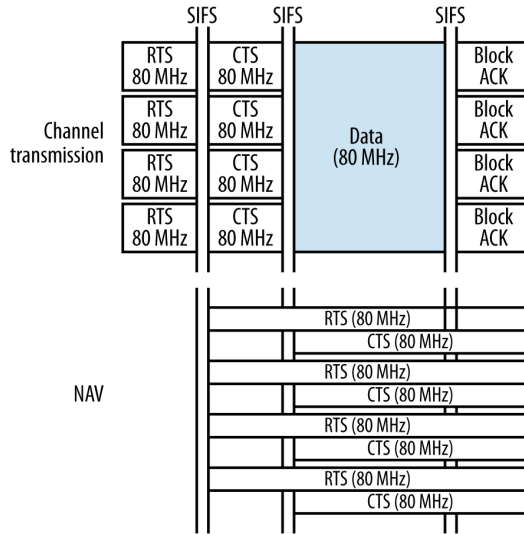 SIFS SIFS SIFS
RTS
80 MHz
CTS
80 MHz
Block
ACK
RTS
80 MHz
CTS
80 MHz
Block
ACK
Channel
transmission
Data
(80 MHz)
RTS
80 MHz
CTS
80 MHz
Block
ACK
RTS
80 MHz
CTS
80 MHz
Block
ACK
RTS (80 MHz)
CTS (80 MHz)
RTS (80 MHz)
NAV
CTS (80 MHz)
RTS (80 MHz)
CTS (80 MHz)
RTS (80 MHz)
CTS (80 MHz)